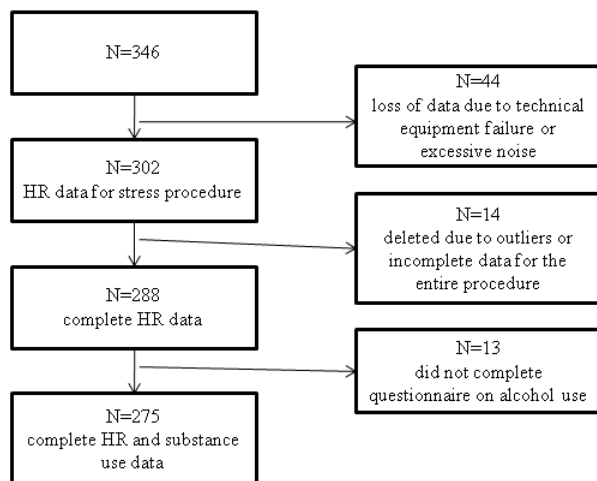 N=346
N=44
loss of data due to technical
equipment failure or
excessive noise
N=302
HR data for stress procedure
N=14
deleted due to outliers or
incomplete data for the
entire procedure
N=288
complete HR data
N=13
did not complete
questionnaire on alcohol use
N=275
complete HR and substance
use data